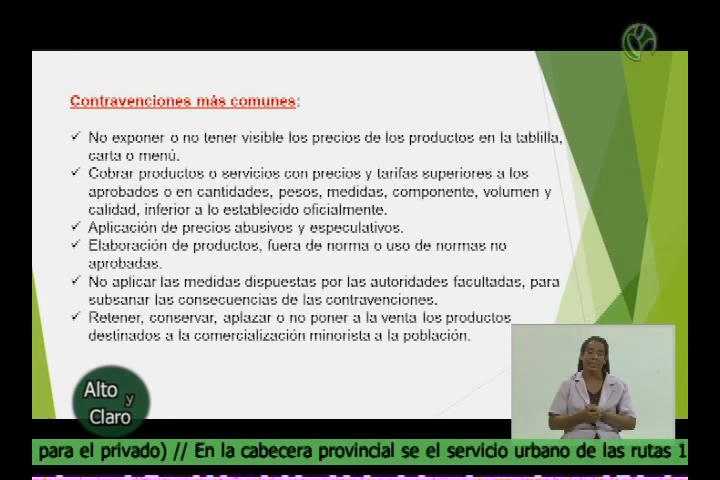 Contravenciones más comunes:
No exponer o no tener visible los precios de los productos en la tablilla,
carta o menú.
Cobrar productos o servicios con precios y tarifas superiores a los
aprobados o en cantidades, pesos, medidas, componente, volumen y
calidad, inferior a lo establecido oficialmente.
Aplicación de precios abusivos y especulativos.
Elaboración de productos, fuera de norma o uso de normas no
aprobadas.
No aplicar las medidas dispuestas por las autoridades facultadas, para
subsanar las consecuencias de las contravenciones.
Retener, conservar, aplazar o no poner a la venta los productos
destinados a la comercialización minorista a la población.
Alto
y
Claro
para el privado) // En la cabecera provincial se el servicio urbano de las rutas 1